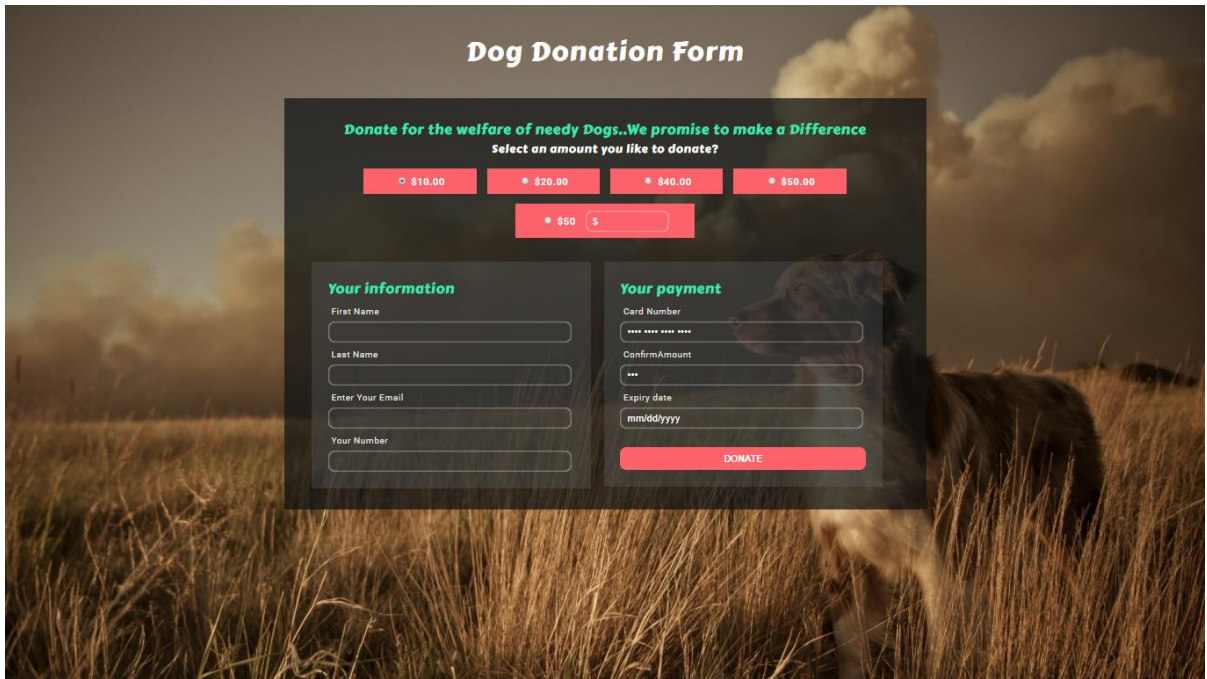 Dog Donation Form
Donate for the welfare of needy Dogs..We promise to make a Difference
Select an amount you like to donate?
$10.00 $20.00 $40.00 $50.00
$50 $
Your information
First Name
Last Name
Enter Your Email
Your Number
Your payment
Card Number
•••• •••• •••• ••••
ConfirmAmount
•••
Expiry date
mm/dd/yyyy
DONATE